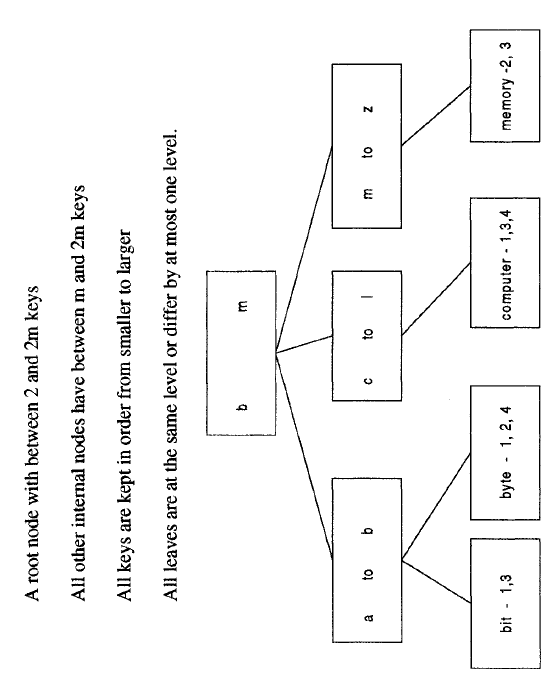 A root node with between 2 and 2m keys
All other internal nodes have between m and 2m keys
All keys are kept in order from smaller to larger
All leaves are at the same level or differ by at most one level.
b m
a to b
c to l
m to z
bit - 1,3
byte - 1, 2, 4
computer - 1,3,4
memory -2, 3